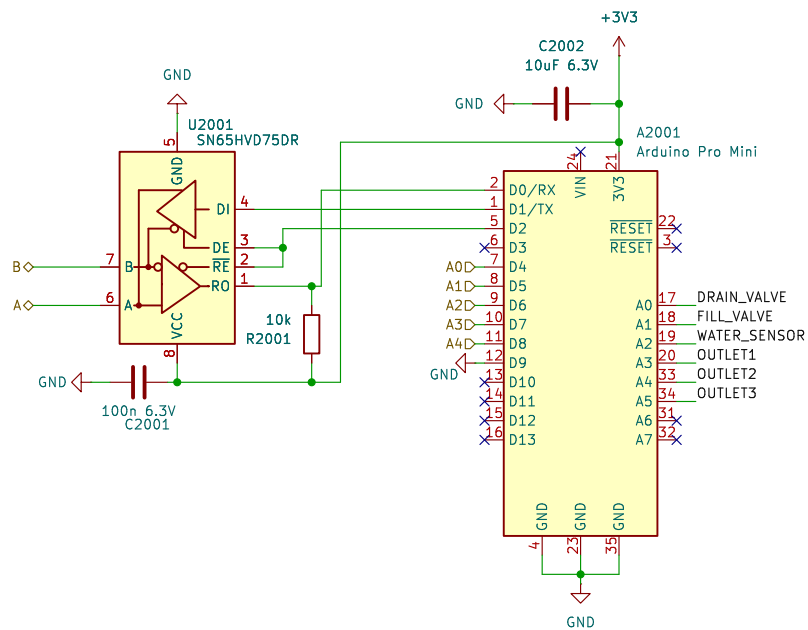 +3V3
C2002
10uF 6.3V
GND
GND
U2001
SN65HVD75DR
A2001
Arduino Pro Mini
5
GND
24
VIN
21
3V3
DI 4
DE 3
RE 2
RO 1
7 B
6 A
VCC
8
B
A
10k
R2001
GND
100n 6.3V
C2001
2 D0/RX
1 D1/TX
5 D2
6 D3
A0 7 D4
A1 8 D5
A2 9 D6
A3 10 D7
A4 11 D8
12 D9
GND
13 D10
14 D11
15 D12
16 D13
RESET 22
RESET 3
A0 17 DRAIN_VALVE
A1 18 FILL_VALVE
A2 19 WATER_SENSOR
A3 20 OUTLET1
A4 33 OUTLET2
A5 34 OUTLET3
A6 31
A7 32
GND GND GND
4 23 35
GND